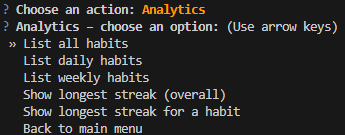 ? Choose an action: Analytics
? Analytics – choose an option: (Use arrow keys)
» List all habits
List daily habits
List weekly habits
Show longest streak (overall)
Show longest streak for a habit
Back to main menu